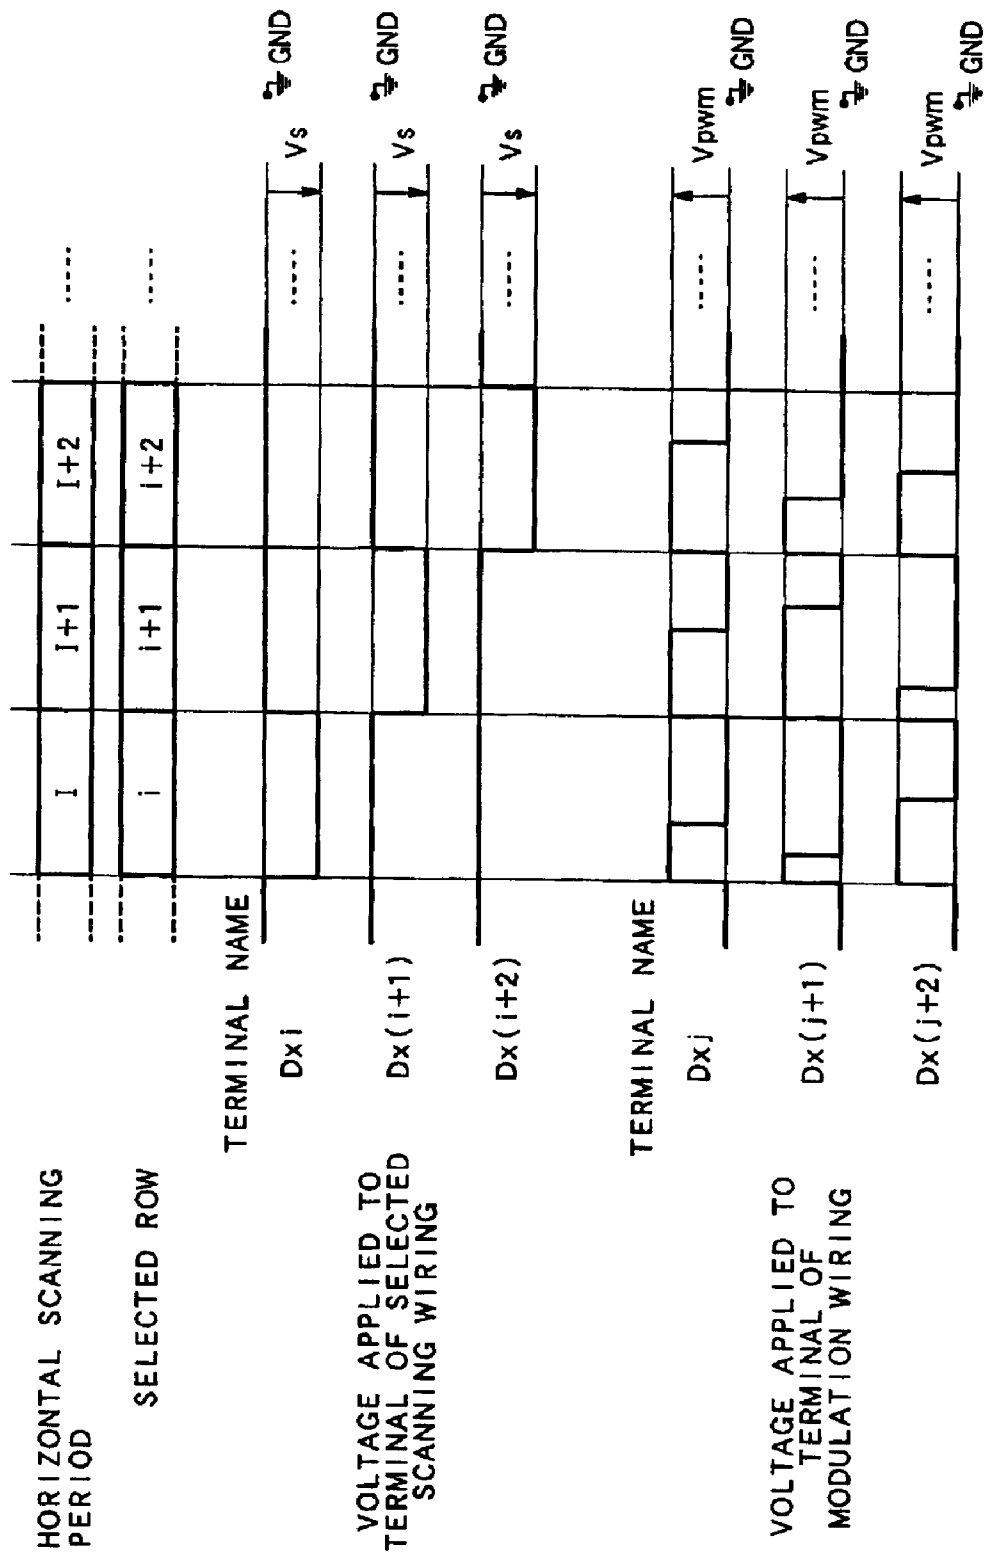 HORIZONTAL SCANNING
PERIOD
I I+1 I+2
SELECTED ROW
i i+1 i+2
TERMINAL NAME
VOLTAGE APPLIED TO
TERMINAL OF SELECTED
SCANNING WIRING
Dxi
Vs
GND
Dx(i+1)
Vs
GND
Dx(i+2)
Vs
GND
TERMINAL NAME
VOLTAGE APPLIED TO
TERMINAL OF
MODULATION WIRING
Dxj
Vpwm
GND
Dx(j+1)
Vpwm
GND
Dx(j+2)
Vpwm
GND